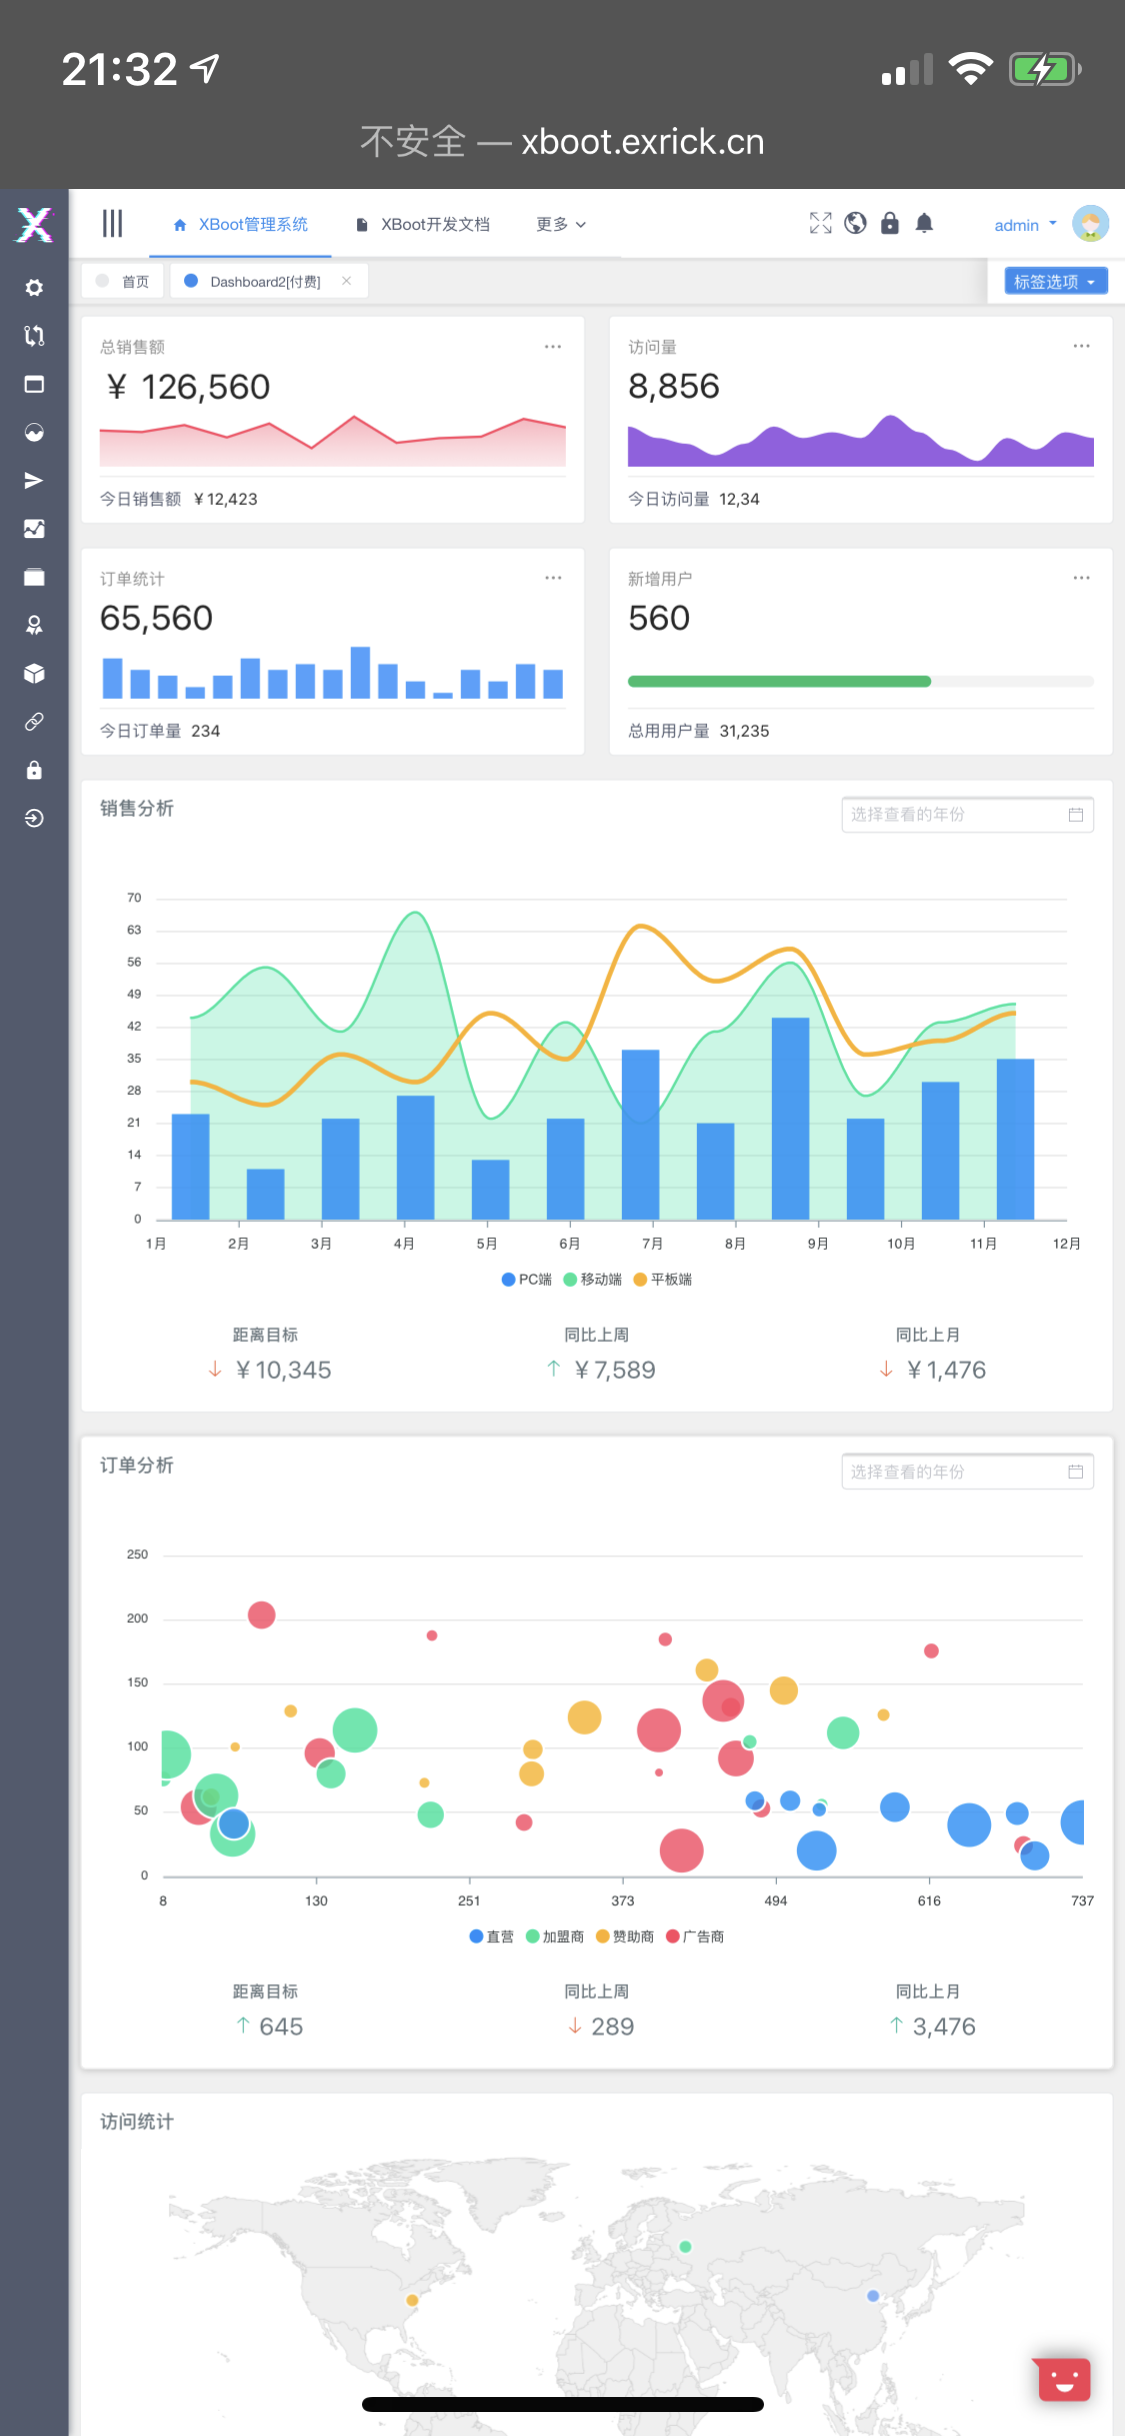 21:32
不安全 — xboot.exrick.cn
XBoot管理系统 XBoot开发文档 更多 admin
首页 Dashboard2[付费] 标签选项
总销售额 访问量
¥ 126,560 8,856
今日销售额 ¥12,423 今日访问量 12,34
订单统计 新增用户
65,560 560
今日订单量 234 总用用户量 31,235
销售分析 选择查看的年份
70
63
56
49
42
35
28
21
14
7
0
1月 2月 3月 4月 5月 6月 7月 8月 9月 10月 11月 12月
PC端 移动端 平板端
距离目标 同比上周 同比上月
↓ ¥10,345 ↑ ¥7,589 ↓ ¥1,476
订单分析 选择查看的年份
250
200
150
100
50
0
8 130 251 373 494 616 737
直营 加盟商 赞助商 广告商
距离目标 同比上周 同比上月
↑ 645 ↓ 289 ↑ 3,476
访问统计